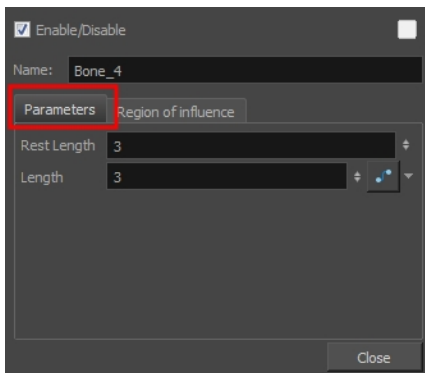 Enable/Disable
Name: Bone_4
Parameters Region of influence
Rest Length 3
Length 3
Close